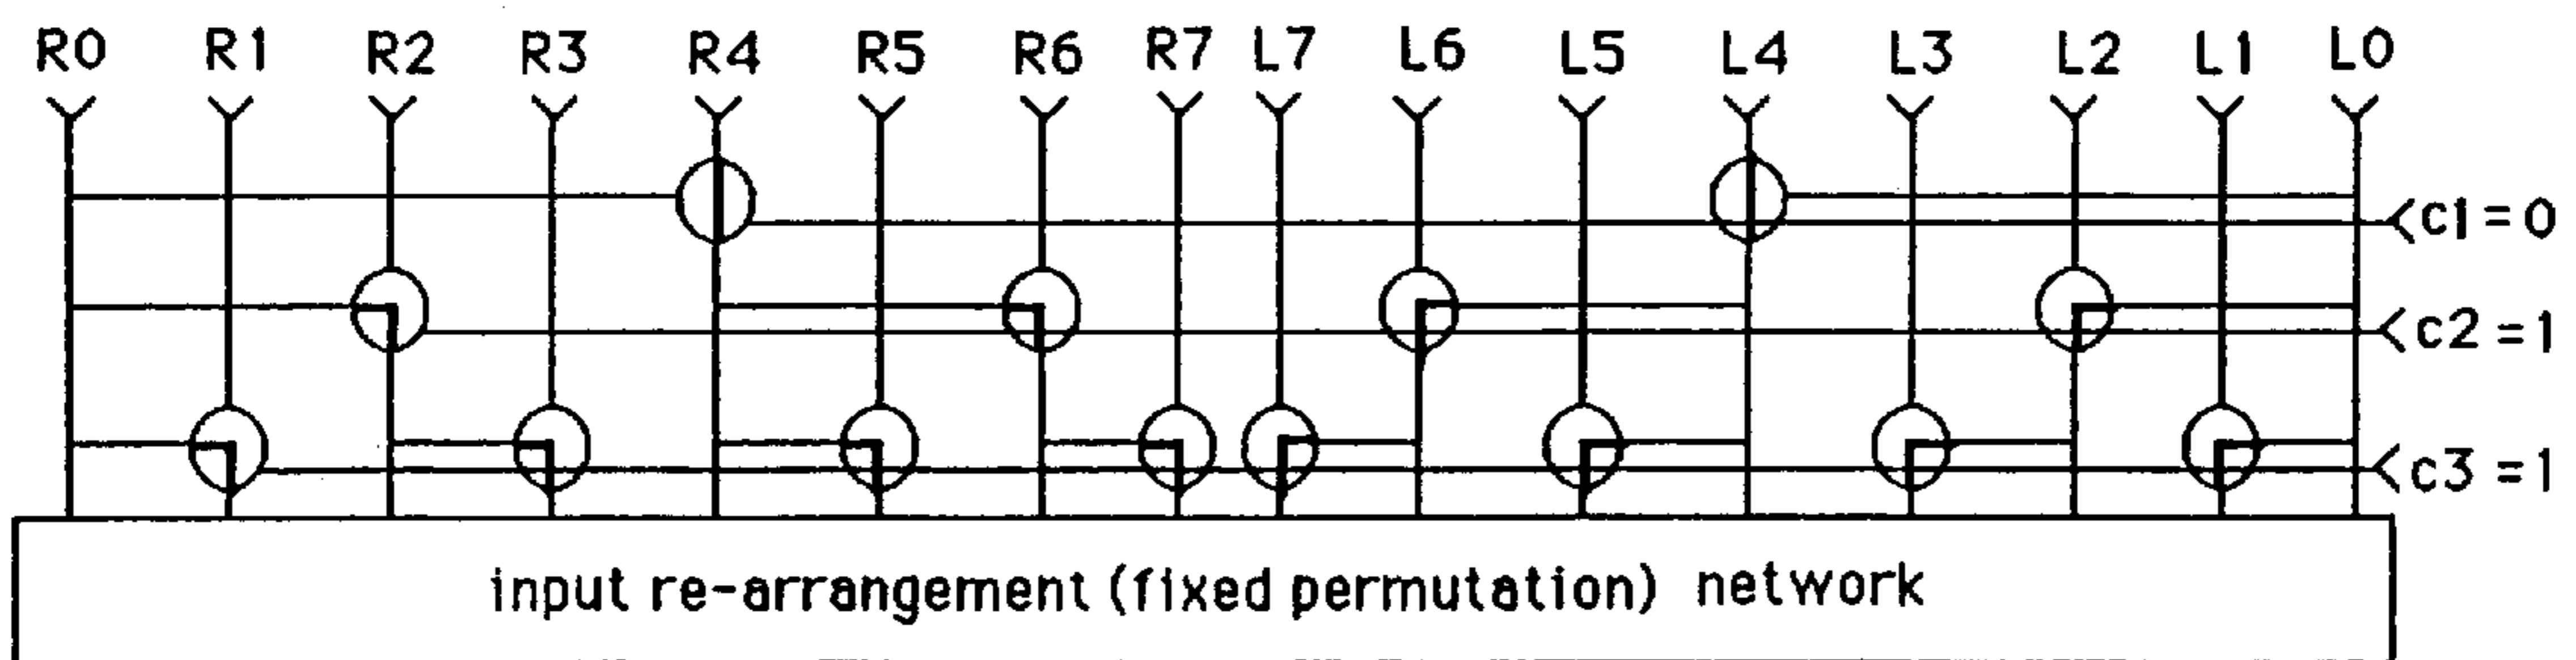 R0 R1 R2 R3 R4 R5 R6 R7 L7 L6 L5 L4 L3 L2 L1 L0
c1 = 0
c2 = 1
c3 = 1
input re-arrangement (fixed permutation) network